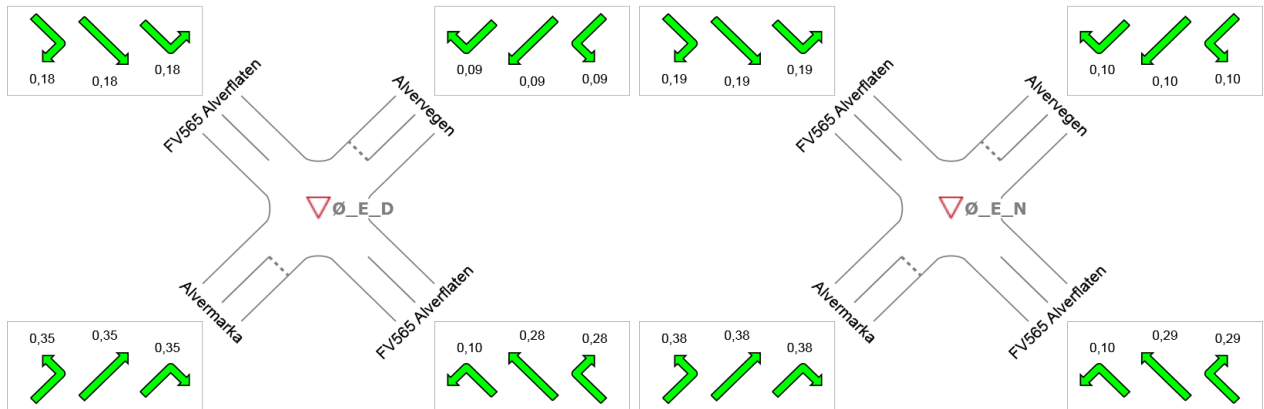 0,18 0,18 0,18
0,09 0,09 0,09
FV565 Alverflaten
Alvervegen
Ø_E_D
Alvermarka
FV565 Alverflaten
0,35 0,35 0,35
0,10 0,28 0,28
0,19 0,19 0,19
0,10 0,10 0,10
FV565 Alverflaten
Alvervegen
Ø_E_N
Alvermarka
FV565 Alverflaten
0,38 0,38 0,38
0,10 0,29 0,29